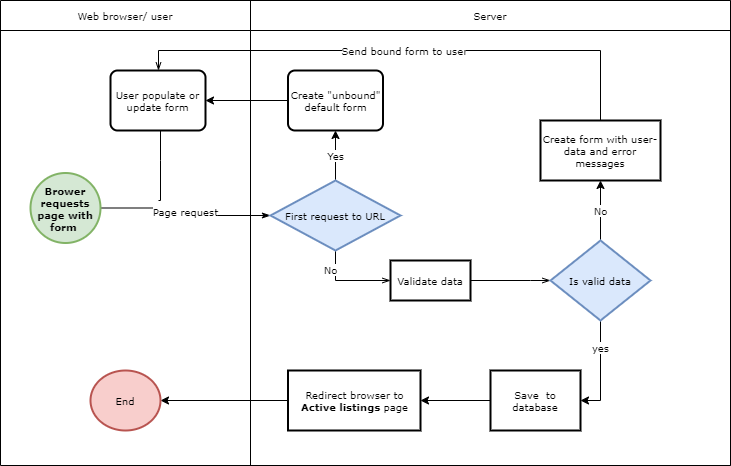 Web browser/ user
Server
Send bound form to user
User populate or
update form
Create "unbound"
default form
Create form with user-
data and error
messages
Yes
Brower
requests
page with
form
Page request
First request to URL
No
No
Validate data
Is valid data
yes
End
Redirect browser to
Active listings page
Save to
database